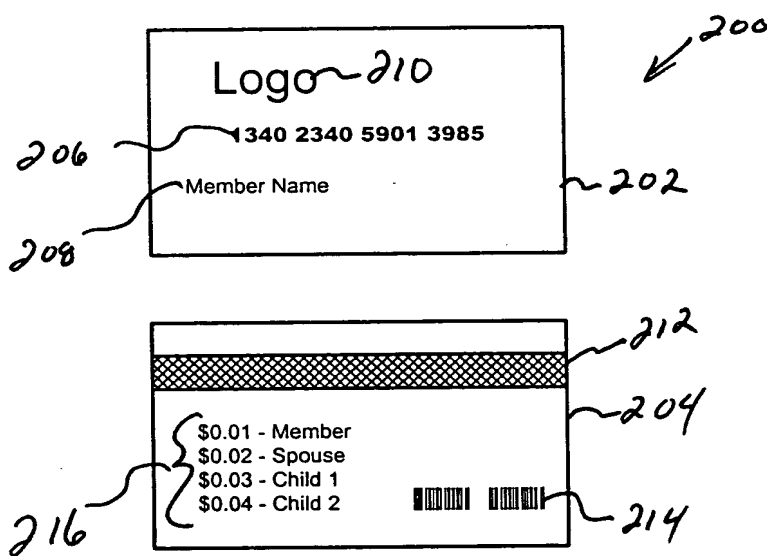 200
Logo 210
206 1340 2340 5901 3985
Member Name 202
208
212
204
$0.01 - Member
$0.02 - Spouse
$0.03 - Child 1
$0.04 - Child 2
216 214